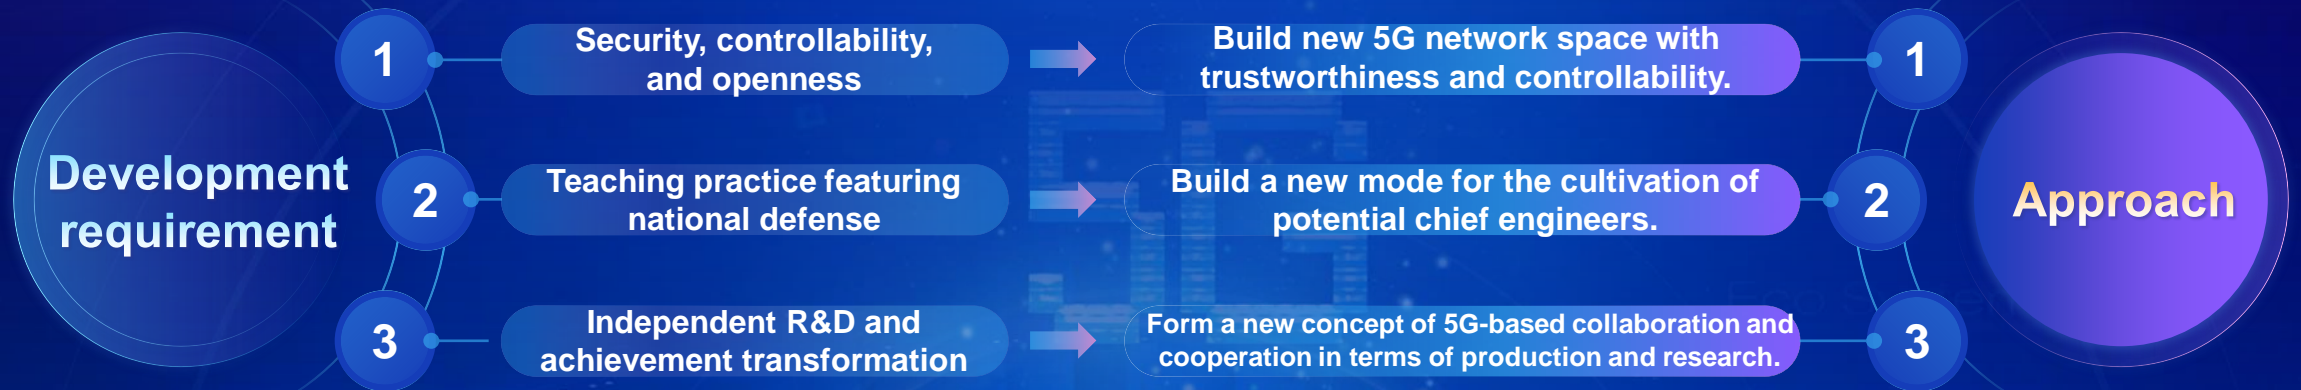 Development
requirement
1
Security, controllability,
and openness
Build new 5G network space with
trustworthiness and controllability.
1
2
Teaching practice featuring
national defense
Build a new mode for the cultivation of
potential chief engineers.
2
3
Independent R&D and
achievement transformation
Form a new concept of 5G-based collaboration and
cooperation in terms of production and research.
3
Approach
5G